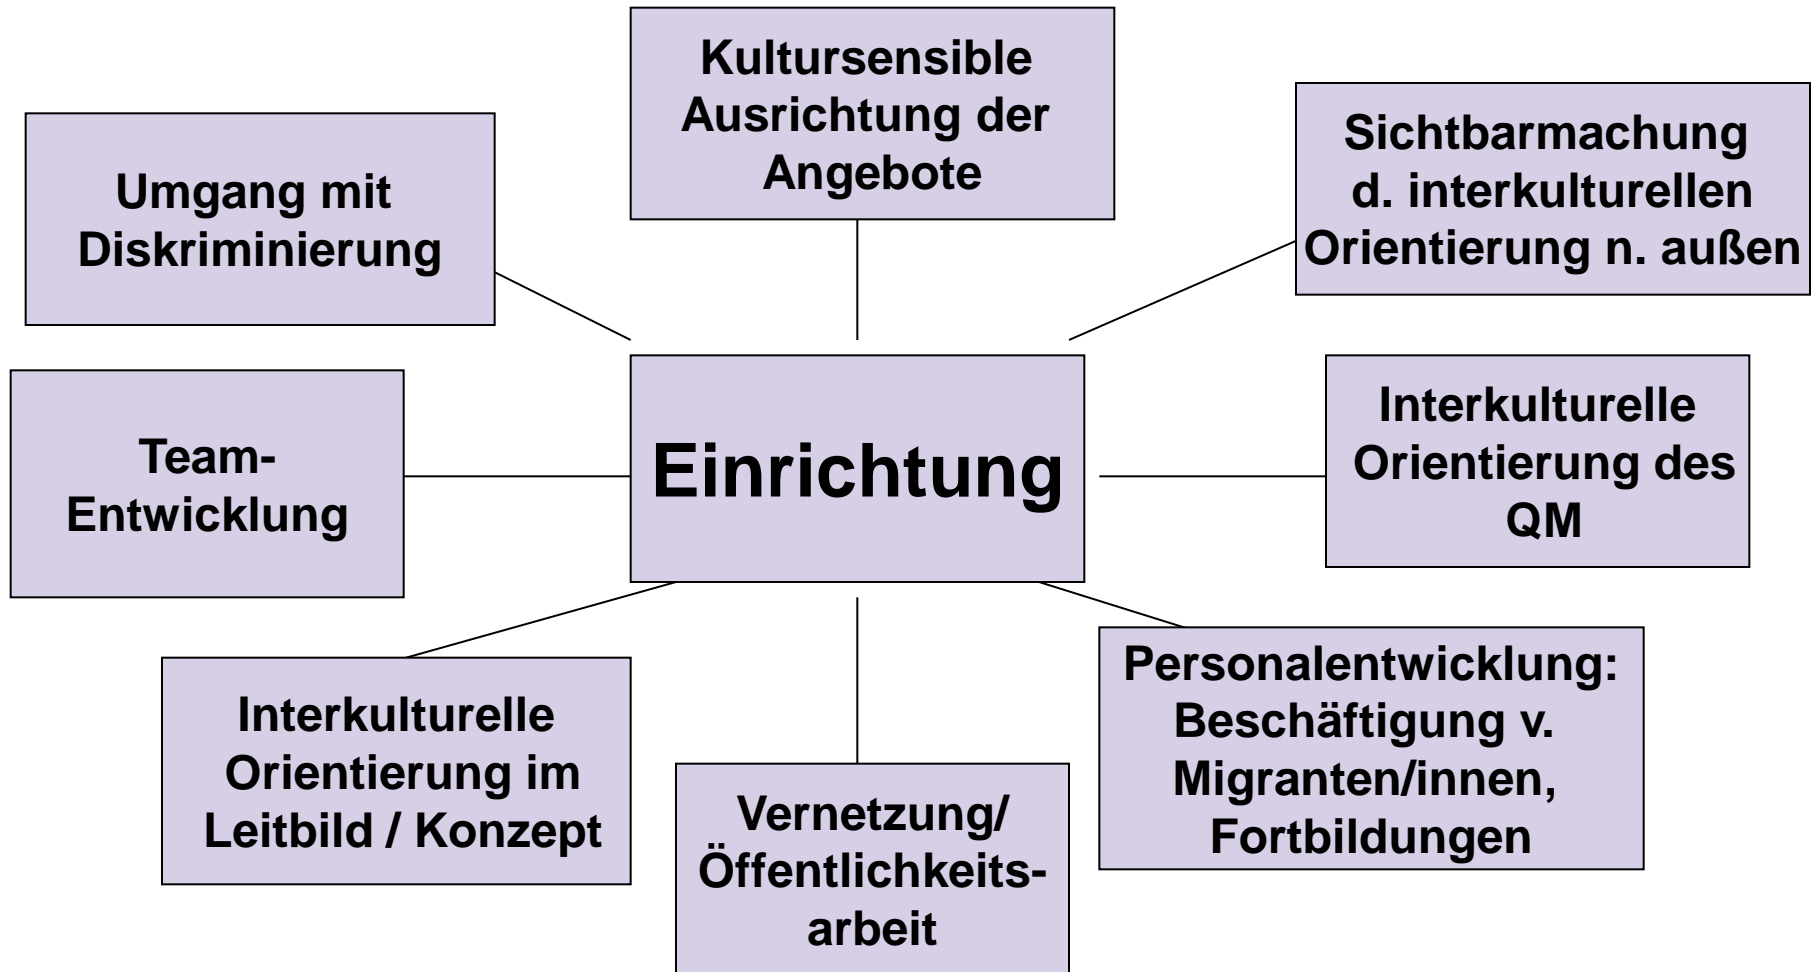 Kultursensible
Ausrichtung der
Angebote
Umgang mit
Diskriminierung
Sichtbarmachung
d. interkulturellen
Orientierung n. außen
Team-
Entwicklung
Einrichtung
Interkulturelle
Orientierung des
QM
Interkulturelle
Orientierung im
Leitbild / Konzept
Vernetzung/
Öffentlichkeits-
arbeit
Personalentwicklung:
Beschäftigung v.
Migranten/innen,
Fortbildungen